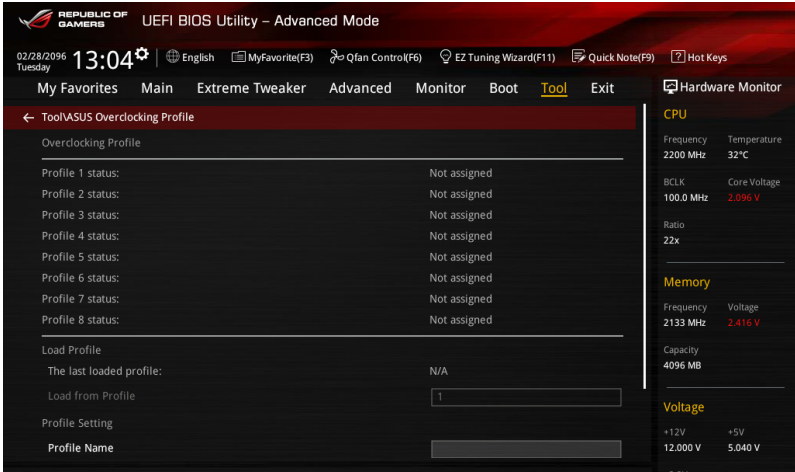 REPUBLIC OF
GAMERS
UEFI BIOS Utility – Advanced Mode
02/28/2096
Tuesday
13:04
English
MyFavorite(F3)
Qfan Control(F6)
EZ Tuning Wizard(F11)
Quick Note(F9)
? Hot Keys
My Favorites Main Extreme Tweaker Advanced Monitor Boot Tool Exit
Hardware Monitor
← Tool\ASUS Overclocking Profile
Overclocking Profile
Profile 1 status: Not assigned
Profile 2 status: Not assigned
Profile 3 status: Not assigned
Profile 4 status: Not assigned
Profile 5 status: Not assigned
Profile 6 status: Not assigned
Profile 7 status: Not assigned
Profile 8 status: Not assigned
Load Profile
The last loaded profile: N/A
Load from Profile 1
Profile Setting
Profile Name
CPU
Frequency Temperature
2200 MHz 32°C
BCLK Core Voltage
100.0 MHz 2.096 V
Ratio
22x
Memory
Frequency Voltage
2133 MHz 2.416 V
Capacity
4096 MB
Voltage
+12V +5V
12.000 V 5.040 V